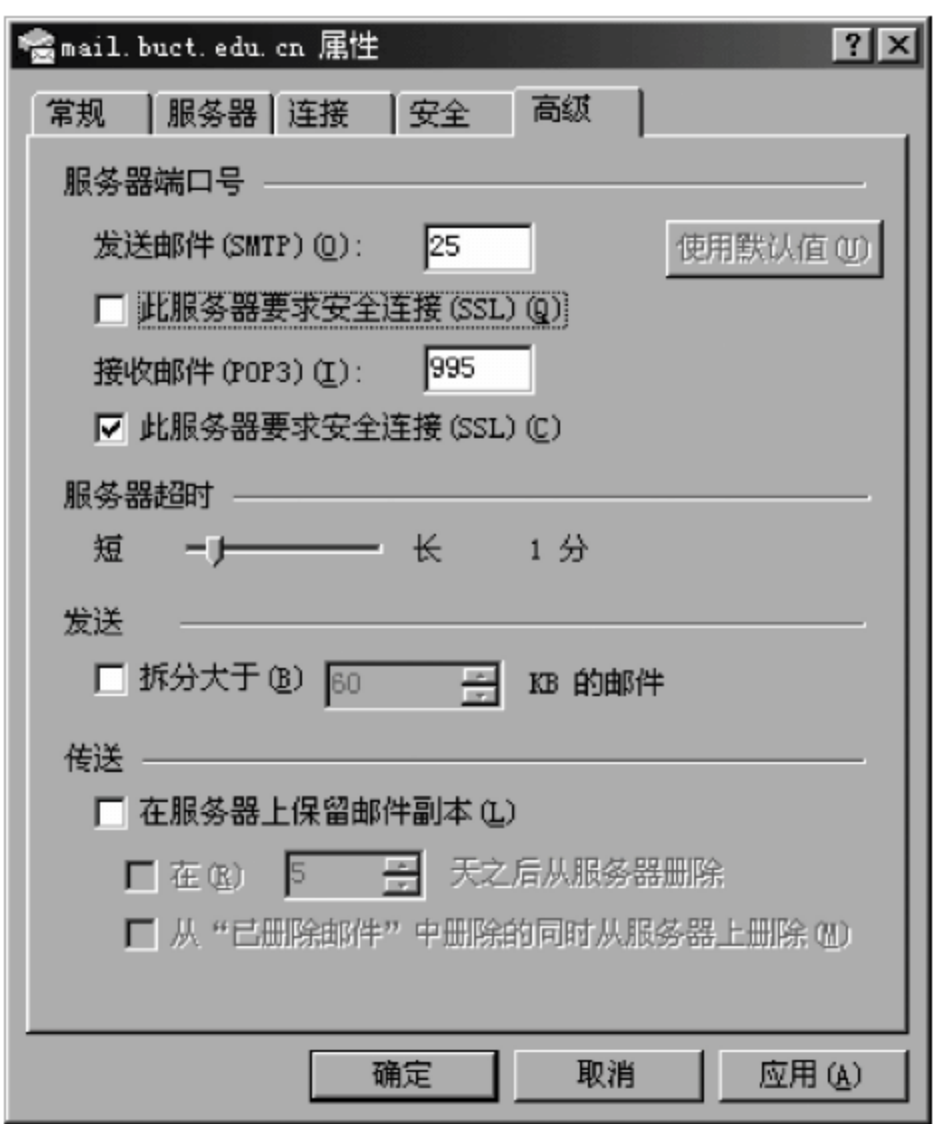 mail.buct.edu.cn 属性
常规 服务器 连接 安全 高级
服务器端口号
发送邮件(SMTP)(O): 25 使用默认值(U)
此服务器要求安全连接(SSL)(Q)
接收邮件(POP3)(I): 995
此服务器要求安全连接(SSL)(C)
服务器超时
短 长 1 分
发送
拆分大于(B) 60 KB 的邮件
传送
在服务器上保留邮件副本(L)
在(R) 5 天之后从服务器删除
从“已删除邮件”中删除的同时从服务器上删除(M)
确定 取消 应用(A)